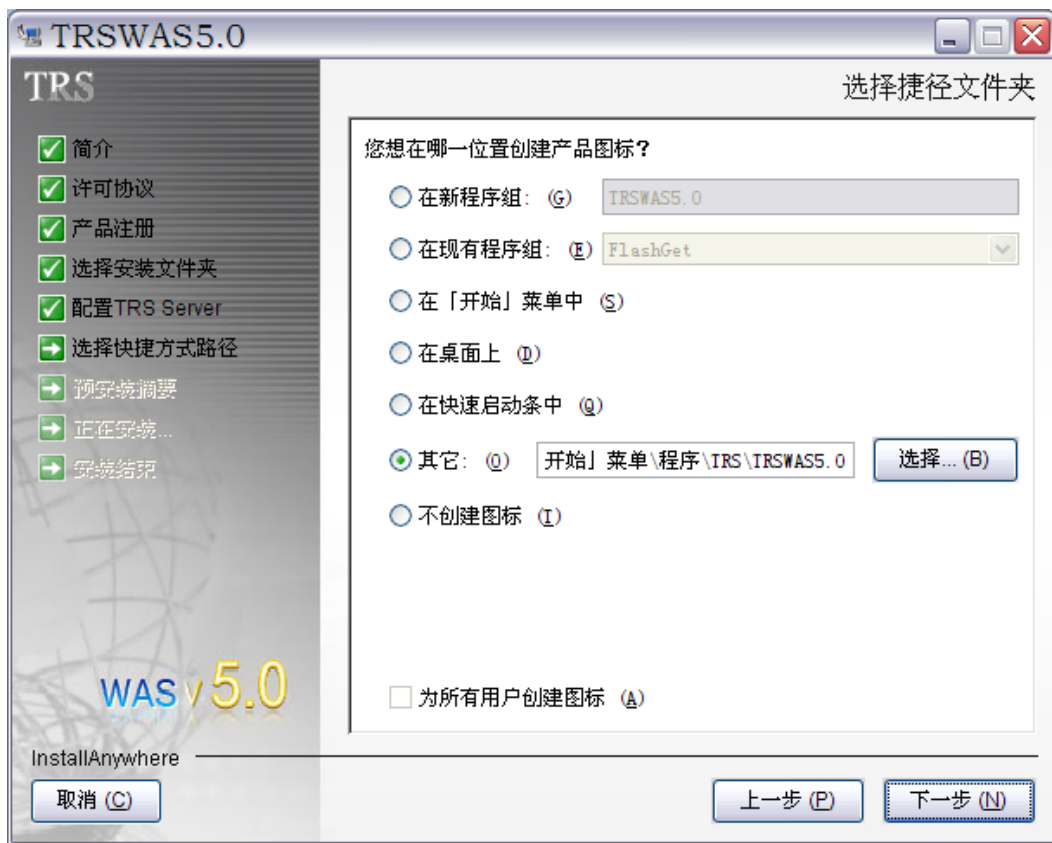 TRSWAS5.0
TRS
选择捷径文件夹
简介
许可协议
产品注册
选择安装文件夹
配置TRS Server
选择快捷方式路径
预安装摘要
正在安装...
安装结束
您想在哪一位置创建产品图标?
在新程序组: (G) TRSWAS5.0
在现有程序组: (E) FlashGet
在「开始」菜单中 (S)
在桌面上 (D)
在快速启动条中 (Q)
其它: (O) 开始」菜单\程序\TRS\TRSWAS5.0 选择... (B)
不创建图标 (I)
为所有用户创建图标 (A)
WAS v 5.0
InstallAnywhere
取消 (C) 上一步 (P) 下一步 (N)